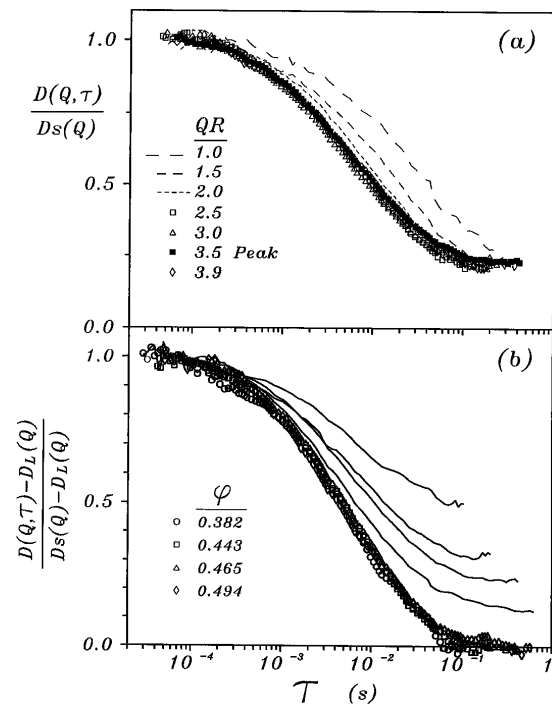 (a)
1.0
D(Q,τ)
Ds(Q)
0.5
0.0
QR
1.0
1.5
2.0
2.5
3.0
3.5 Peak
3.9
(b)
1.0
D(Q,τ)-D_L(Q)
Ds(Q)-D_L(Q)
0.5
0.0
φ
0.382
0.443
0.465
0.494
10⁻⁴ 10⁻³ 10⁻² 10⁻¹ 1
τ (s)